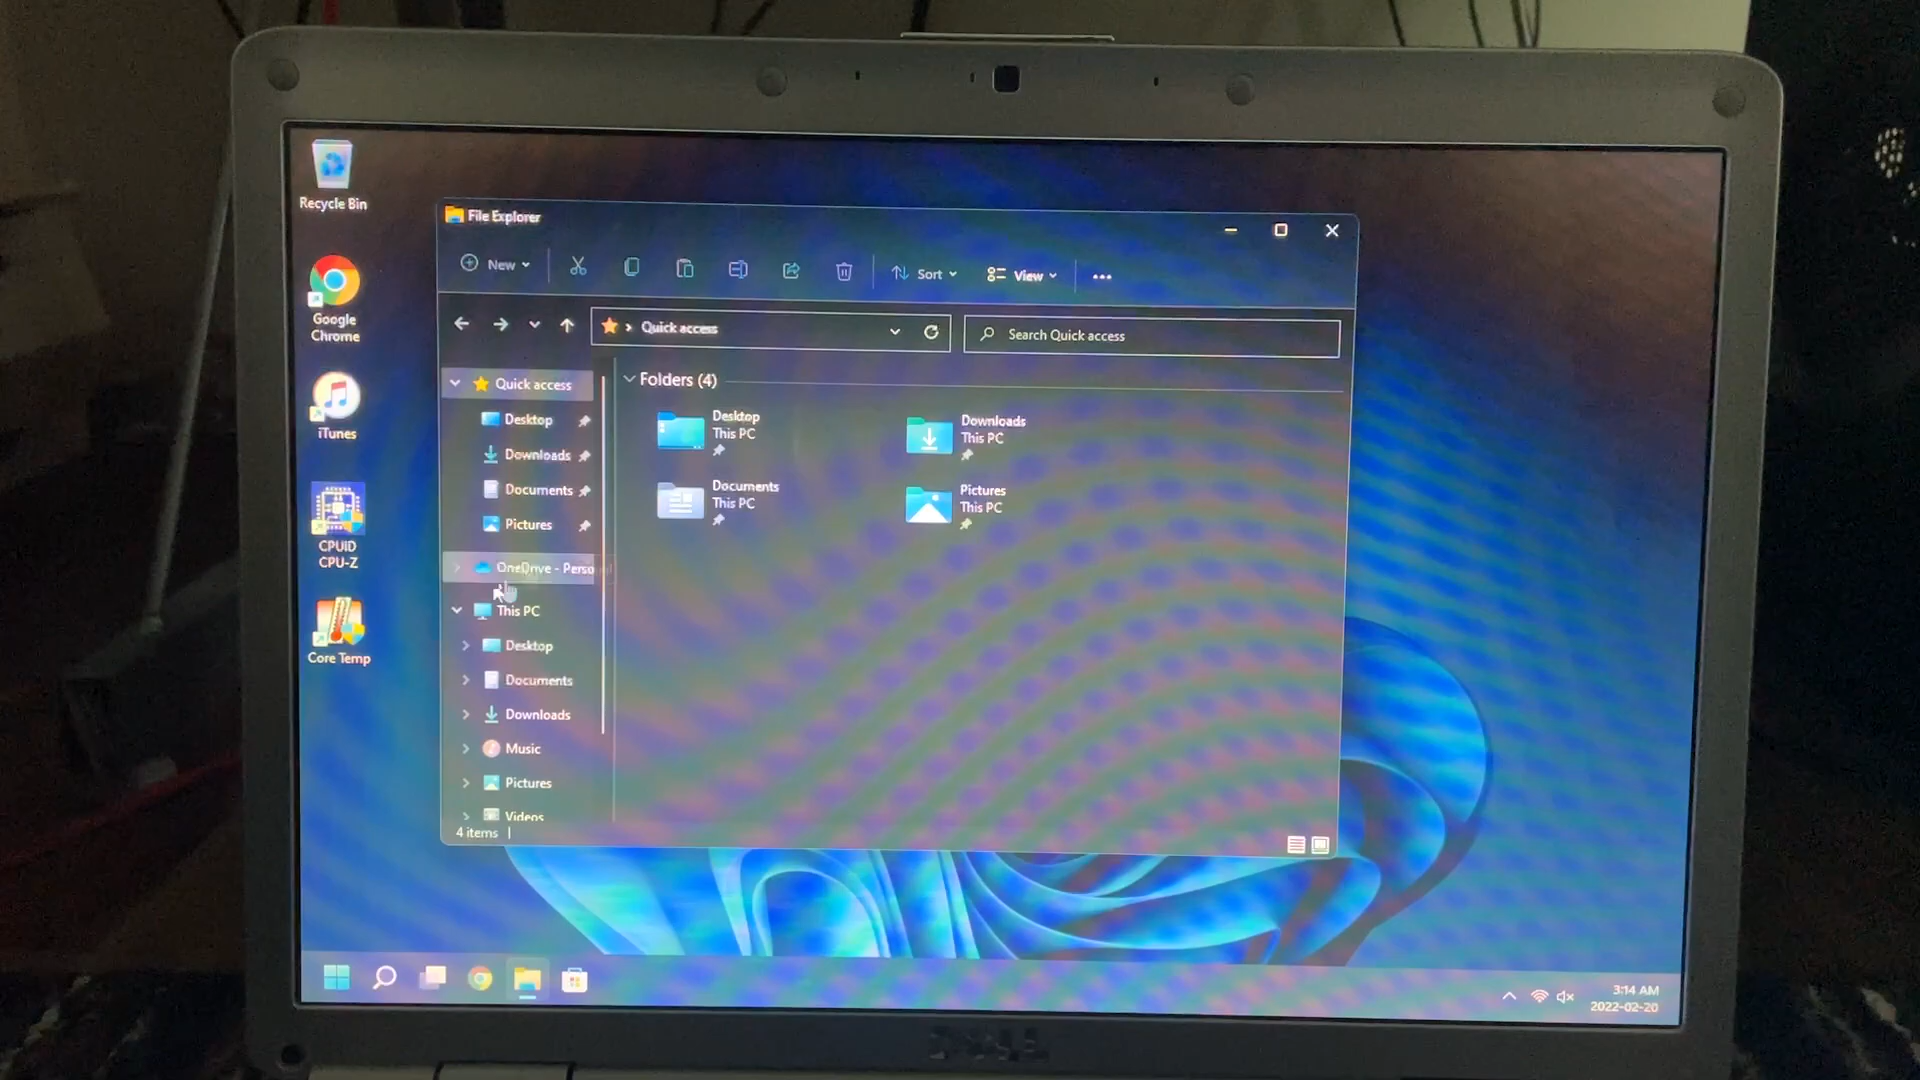 Recycle Bin
Google
Chrome
iTunes
CPUID
CPU-Z
Core Temp
File Explorer
New
Sort
View
Quick access
Search Quick access
Quick access
Desktop
Downloads
Documents
Pictures
OneDrive - Perso
This PC
Desktop
Documents
Downloads
Music
Pictures
Videos
4 items
Folders (4)
Desktop
This PC
Downloads
This PC
Documents
This PC
Pictures
This PC
3:14 AM
2022-02-20
DELL